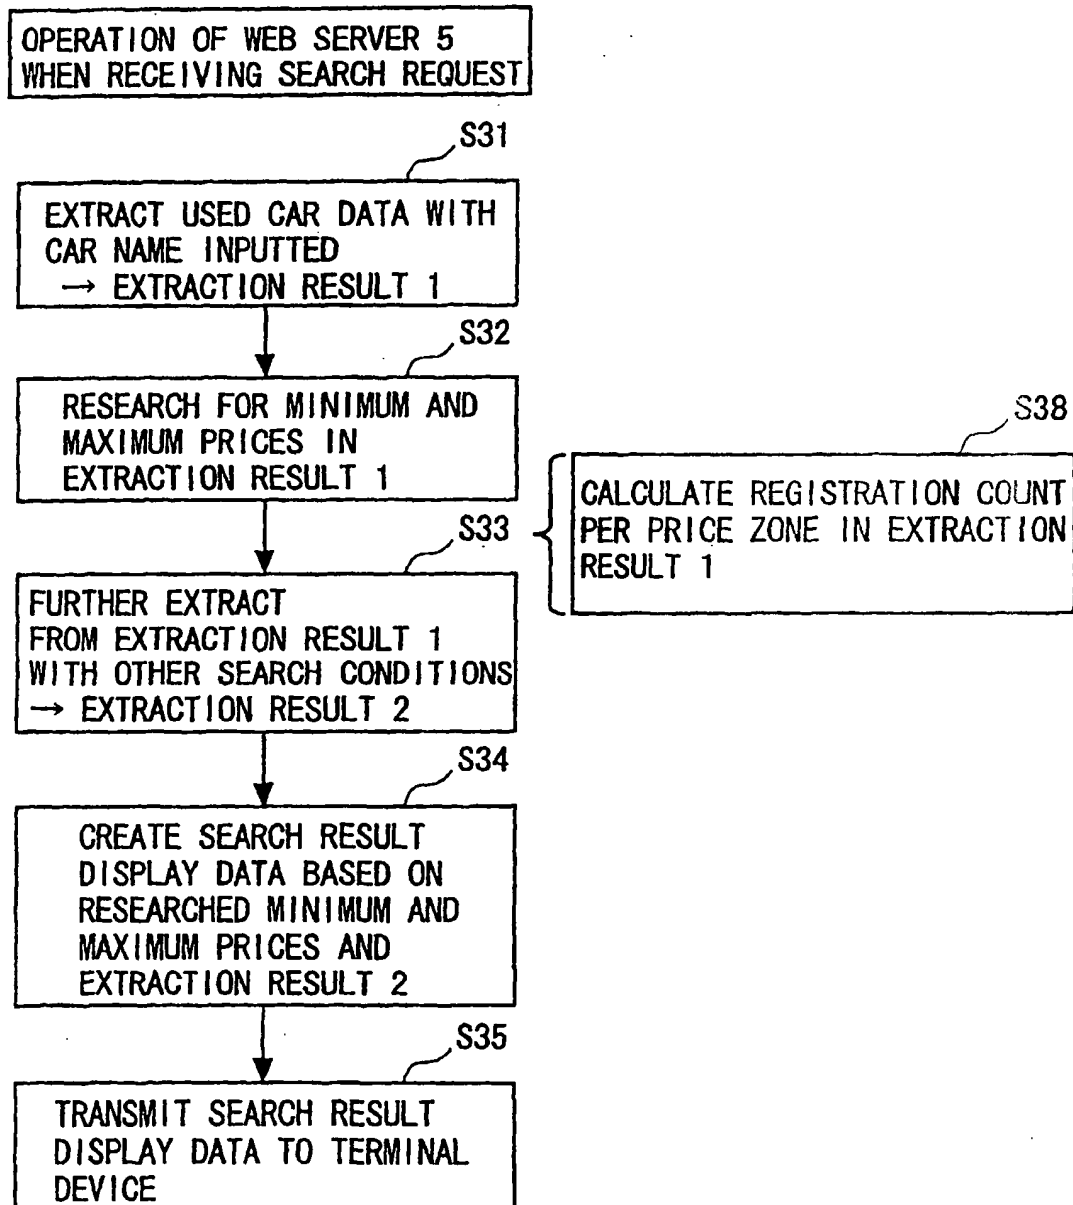 OPERATION OF WEB SERVER 5
WHEN RECEIVING SEARCH REQUEST
S31
EXTRACT USED CAR DATA WITH
CAR NAME INPUTTED
→ EXTRACTION RESULT 1
S32
RESEARCH FOR MINIMUM AND
MAXIMUM PRICES IN
EXTRACTION RESULT 1
S38
CALCULATE REGISTRATION COUNT
PER PRICE ZONE IN EXTRACTION
RESULT 1
S33
FURTHER EXTRACT
FROM EXTRACTION RESULT 1
WITH OTHER SEARCH CONDITIONS
→ EXTRACTION RESULT 2
S34
CREATE SEARCH RESULT
DISPLAY DATA BASED ON
RESEARCHED MINIMUM AND
MAXIMUM PRICES AND
EXTRACTION RESULT 2
S35
TRANSMIT SEARCH RESULT
DISPLAY DATA TO TERMINAL
DEVICE